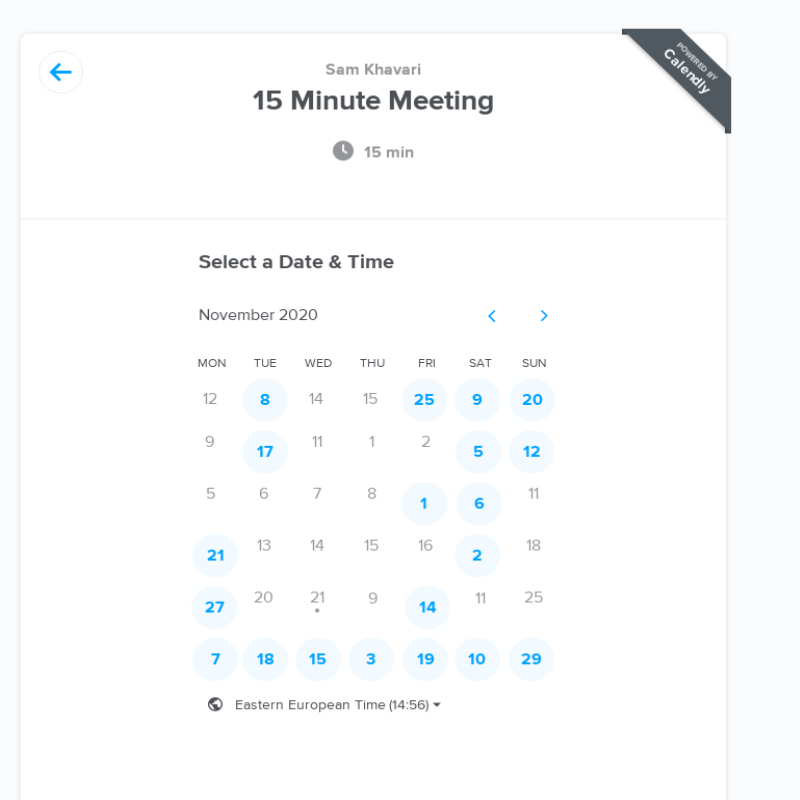 POWERED BY
Calendly
Sam Khavari
15 Minute Meeting
15 min
Select a Date & Time
November 2020
MON TUE WED THU FRI SAT SUN
12 8 14 15 25 9 20
9 17 11 1 2 5 12
5 6 7 8 1 6 11
21 13 14 15 16 2 18
27 20 21 9 14 11 25
7 18 15 3 19 10 29
Eastern European Time (14:56)